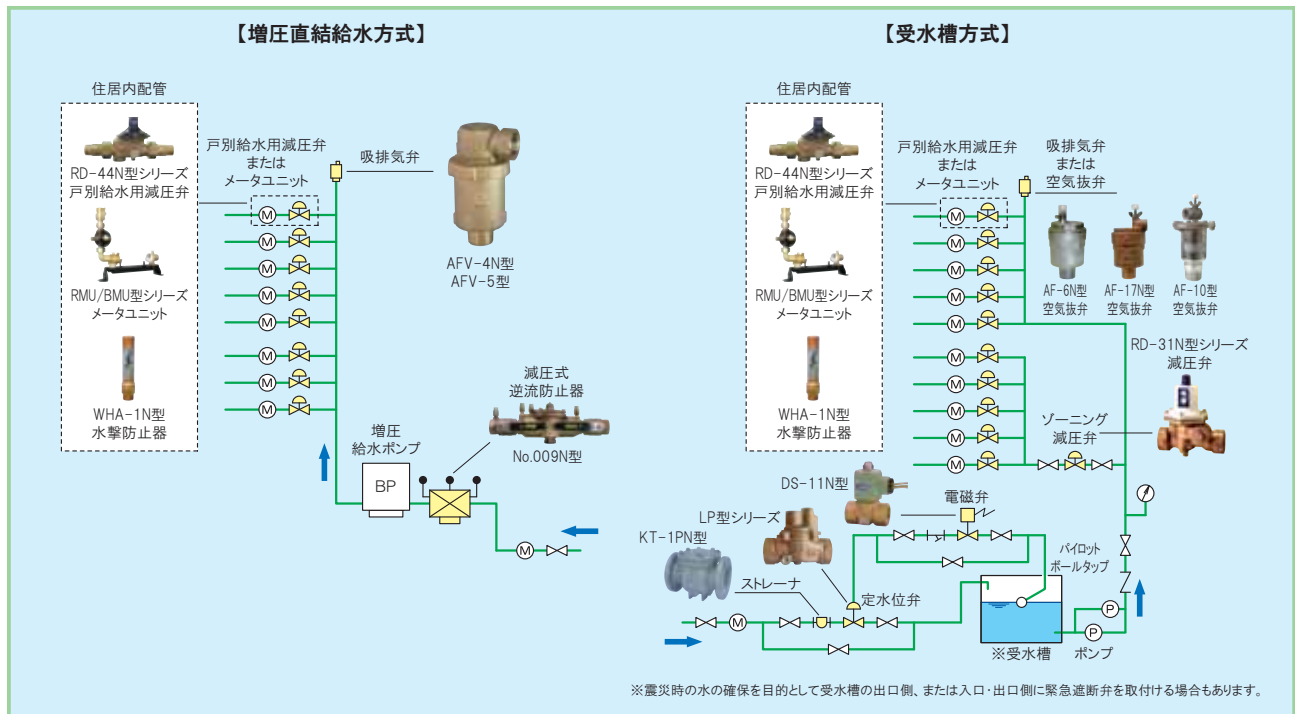 【増圧直結給水方式】
住居内配管
RD-44N型シリーズ
戸別給水用減圧弁
RMU/BMU型シリーズ
メータユニット
WHA-1N型
水撃防止器
戸別給水用減圧弁
または
メータユニット
吸排気弁
AFV-4N型
AFV-5型
M
M
M
M
M
M
M
M
減圧式
逆流防止器
No.009N型
増圧
給水ポンプ
BP
M
【受水槽方式】
住居内配管
RD-44N型シリーズ
戸別給水用減圧弁
RMU/BMU型シリーズ
メータユニット
WHA-1N型
水撃防止器
戸別給水用減圧弁
または
メータユニット
吸排気弁
または
空気抜弁
AF-6N型
空気抜弁
AF-17N型
空気抜弁
AF-10型
空気抜弁
M
M
M
M
M
M
M
M
M
M
RD-31N型シリーズ
減圧弁
ゾーニング
減圧弁
DS-11N型
電磁弁
LP型シリーズ
KT-1PN型
ストレーナ
定水位弁
パイロット
ボールタップ
M
P
P
※受水槽
ポンプ
※震災時の水の確保を目的として受水槽の出口側、または入口・出口側に緊急遮断弁を取付ける場合もあります。